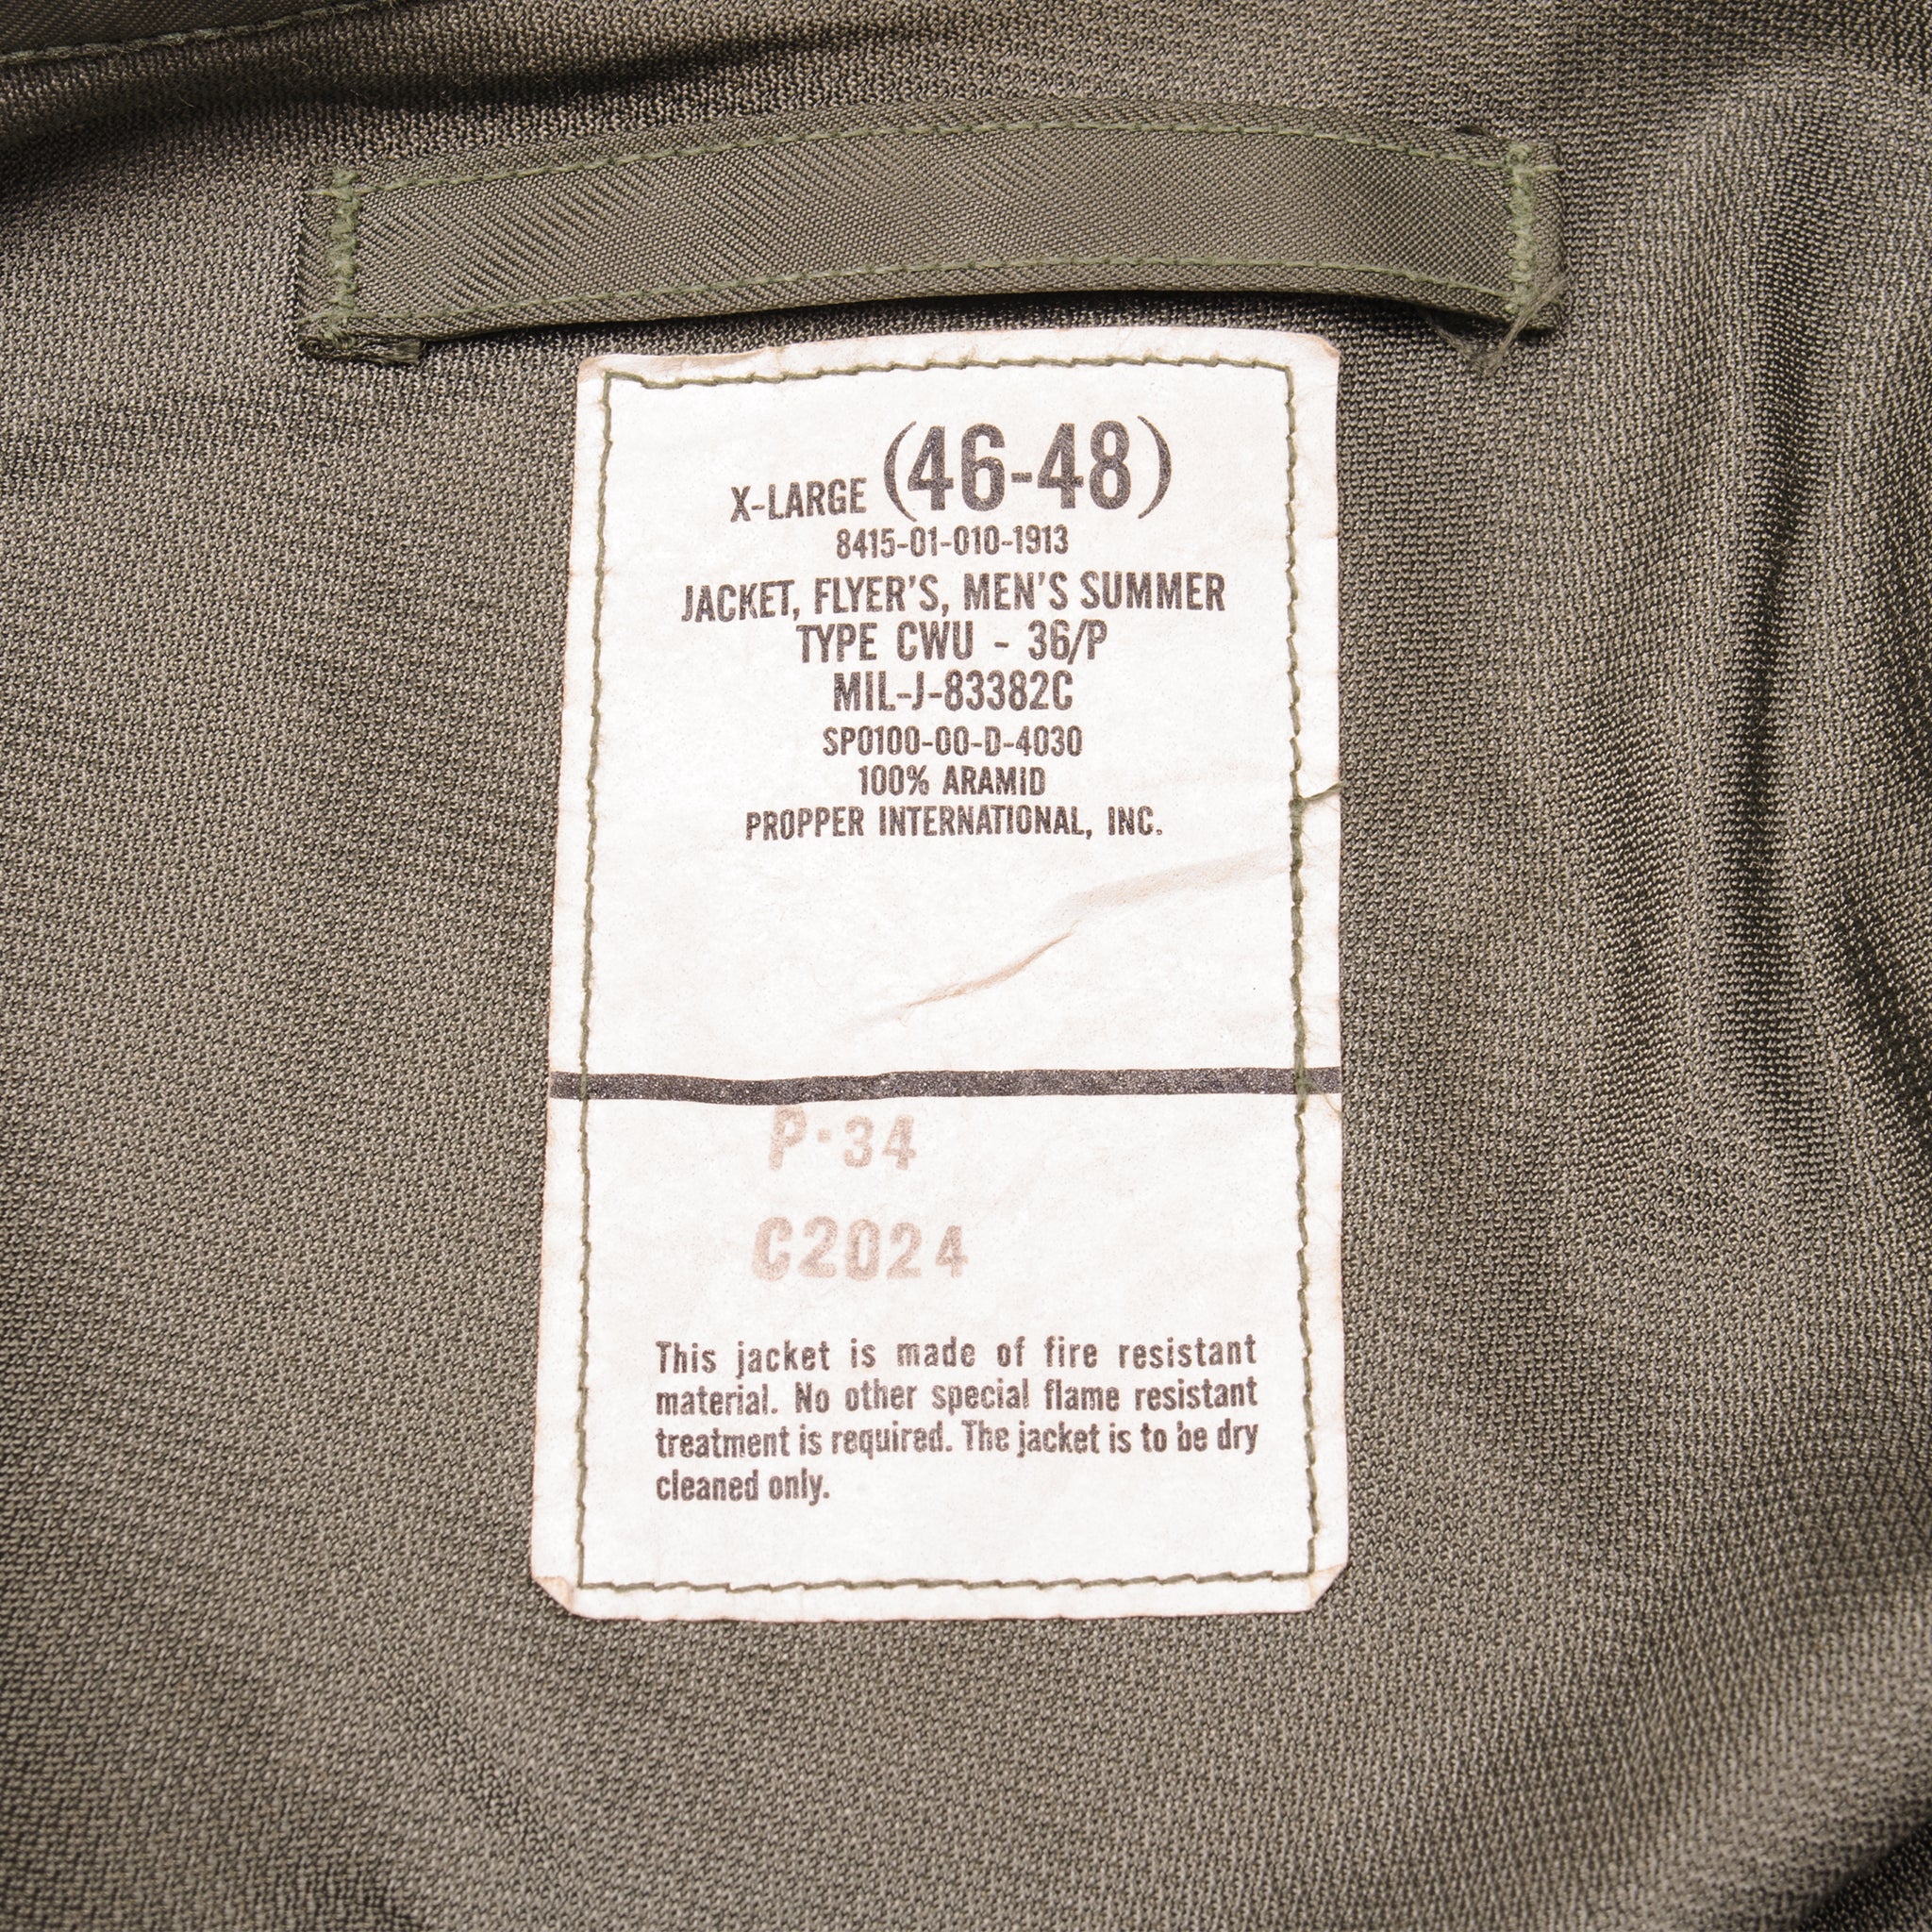 X-LARGE (46-48)
8415-01-010-1913
JACKET, FLYER'S, MEN'S SUMMER
TYPE CWU - 36/P
MIL-J-83382C
SP0100-00-D-4030
100% ARAMID
PROPPER INTERNATIONAL, INC.
P-34
C2024
This jacket is made of fire resistant
material. No other special flame resistant
treatment is required. The jacket is to be dry
cleaned only.